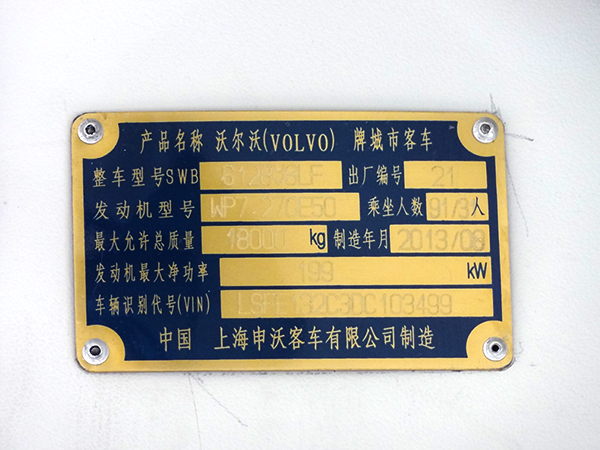 产品名称 沃尔沃(VOLVO) 牌城市客车
整车型号SWB 出厂编号 21
发动机型号 乘坐人数 人
最大允许总质量 18000 kg 制造年月 2013/08
发动机最大净功率 199 kW
车辆识别代号(VIN)
中国 上海申沃客车有限公司制造